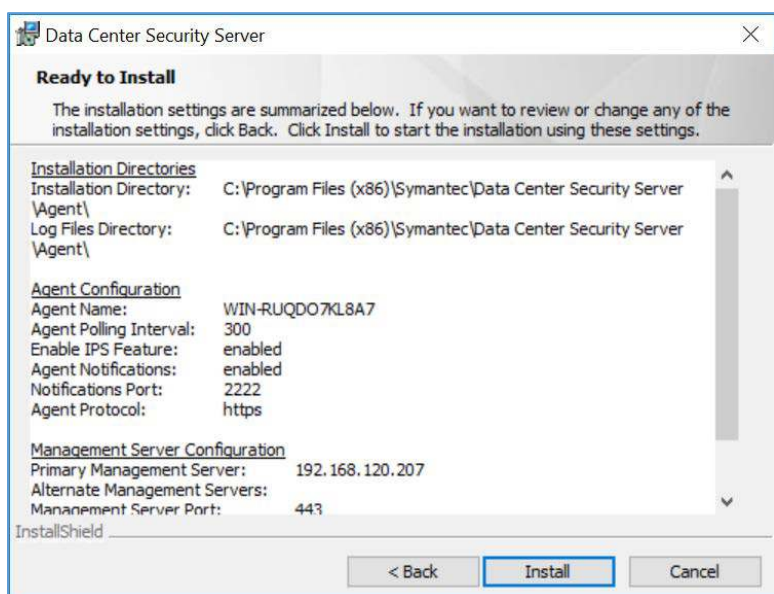 Data Center Security Server
Ready to Install
The installation settings are summarized below. If you want to review or change any of the
installation settings, click Back. Click Install to start the installation using these settings.
Installation Directories
Installation Directory: C:\Program Files (x86)\Symantec\Data Center Security Server
\Agent\
Log Files Directory: C:\Program Files (x86)\Symantec\Data Center Security Server
\Agent\
Agent Configuration
Agent Name: WIN-RUQDO7KL8A7
Agent Polling Interval: 300
Enable IPS Feature: enabled
Agent Notifications: enabled
Notifications Port: 2222
Agent Protocol: https
Management Server Configuration
Primary Management Server: 192.168.120.207
Alternate Management Servers:
Management Server Port: 443
InstallShield
< Back Install Cancel